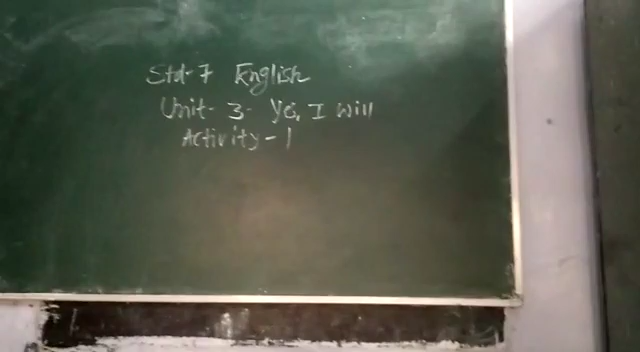 Std-7 English
Unit-3- Yes, I will
Activity-1